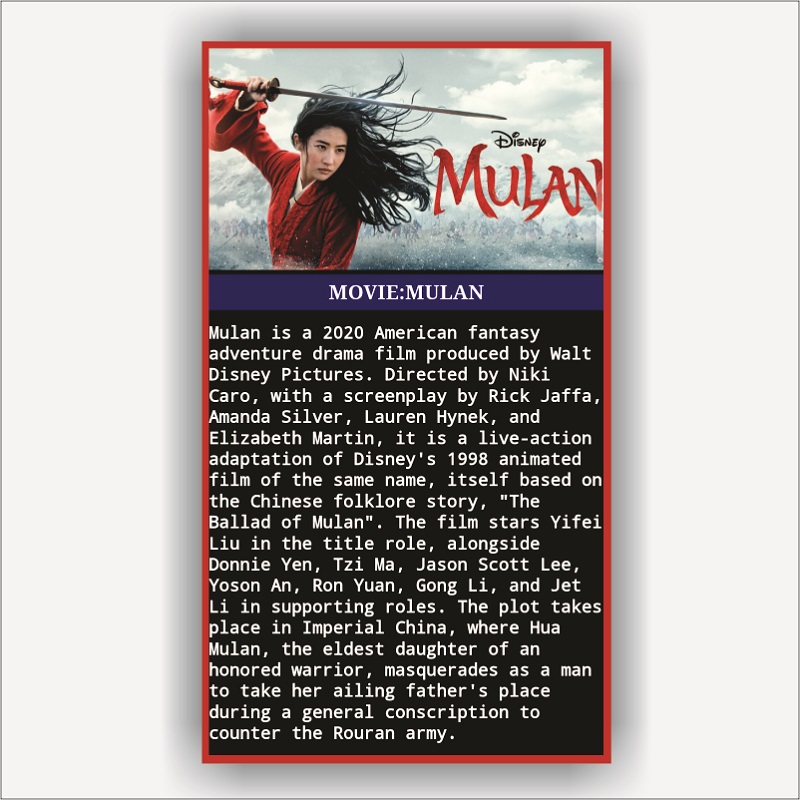 Disney
MULAN
MOVIE:MULAN
Mulan is a 2020 American fantasy
adventure drama film produced by Walt
Disney Pictures. Directed by Niki
Caro, with a screenplay by Rick Jaffa,
Amanda Silver, Lauren Hynek, and
Elizabeth Martin, it is a live-action
adaptation of Disney's 1998 animated
film of the same name, itself based on
the Chinese folklore story, "The
Ballad of Mulan". The film stars Yifei
Liu in the title role, alongside
Donnie Yen, Tzi Ma, Jason Scott Lee,
Yoson An, Ron Yuan, Gong Li, and Jet
Li in supporting roles. The plot takes
place in Imperial China, where Hua
Mulan, the eldest daughter of an
honored warrior, masquerades as a man
to take her ailing father's place
during a general conscription to
counter the Rouran army.